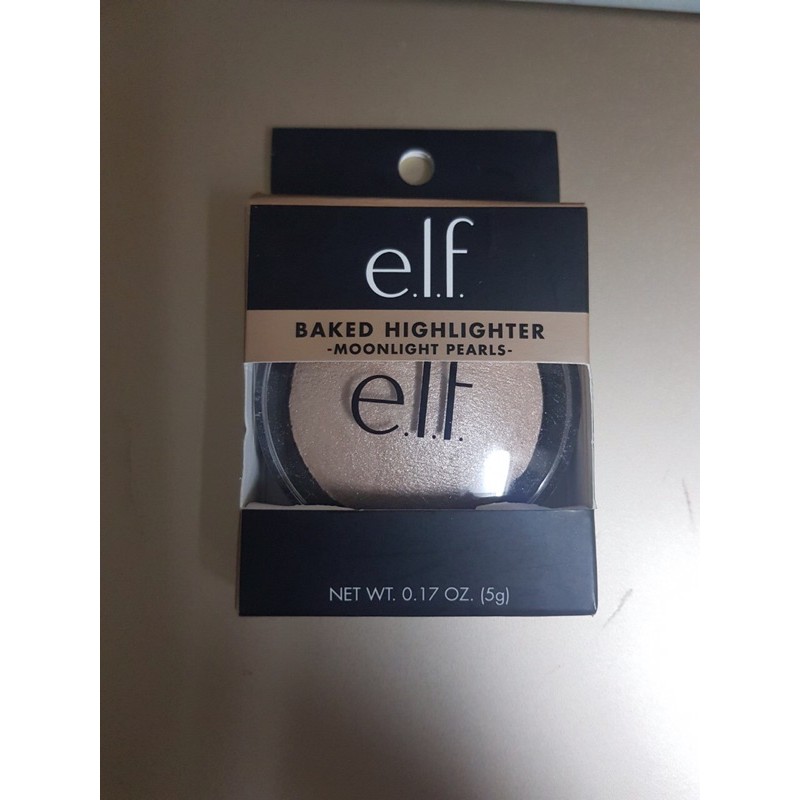 e.l.f.
BAKED HIGHLIGHTER
-MOONLIGHT PEARLS-
e.l.f.
NET WT. 0.17 OZ. (5g)